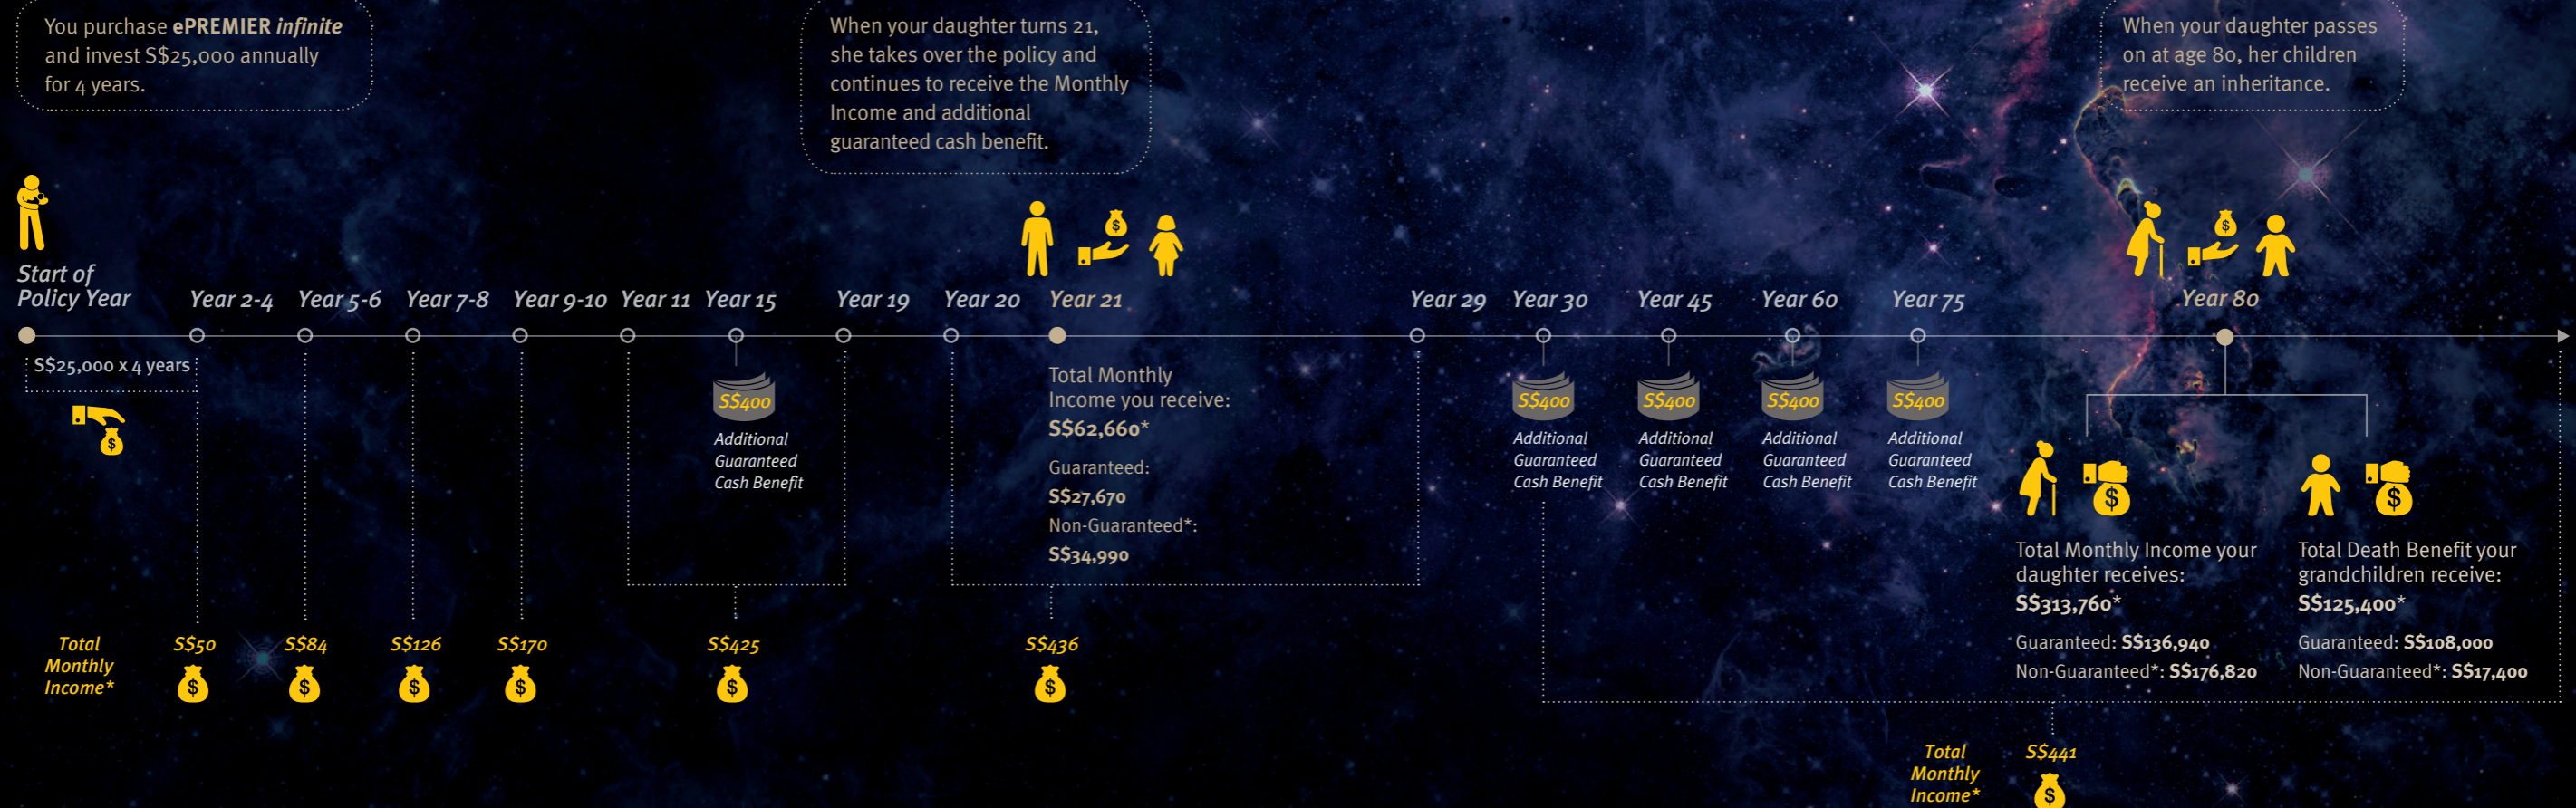 You purchase ePREMIER infinite
and invest S$25,000 annually
for 4 years.
When your daughter turns 21,
she takes over the policy and
continues to receive the Monthly
Income and additional
guaranteed cash benefit.
When your daughter passes
on at age 80, her children
receive an inheritance.
Start of
Policy Year
Year 2-4
Year 5-6
Year 7-8
Year 9-10
Year 11
Year 15
Year 19
Year 20
Year 21
Year 29
Year 30
Year 45
Year 60
Year 75
Year 80
S$25,000 x 4 years
$
S$400
Additional
Guaranteed
Cash Benefit
Total Monthly
Income you receive:
S$62,660*
Guaranteed:
S$27,670
Non-Guaranteed*:
S$34,990
S$400
Additional
Guaranteed
Cash Benefit
S$400
Additional
Guaranteed
Cash Benefit
S$400
Additional
Guaranteed
Cash Benefit
S$400
Additional
Guaranteed
Cash Benefit
$
$
$
$
Total Monthly Income your
daughter receives:
S$313,760*
Guaranteed: S$136,940
Non-Guaranteed*: S$176,820
Total Death Benefit your
grandchildren receive:
S$125,400*
Guaranteed: S$108,000
Non-Guaranteed*: S$17,400
Total
Monthly
Income*
S$50
$
S$84
$
S$126
$
S$170
$
S$425
$
S$436
$
Total
Monthly
Income*
S$441
$